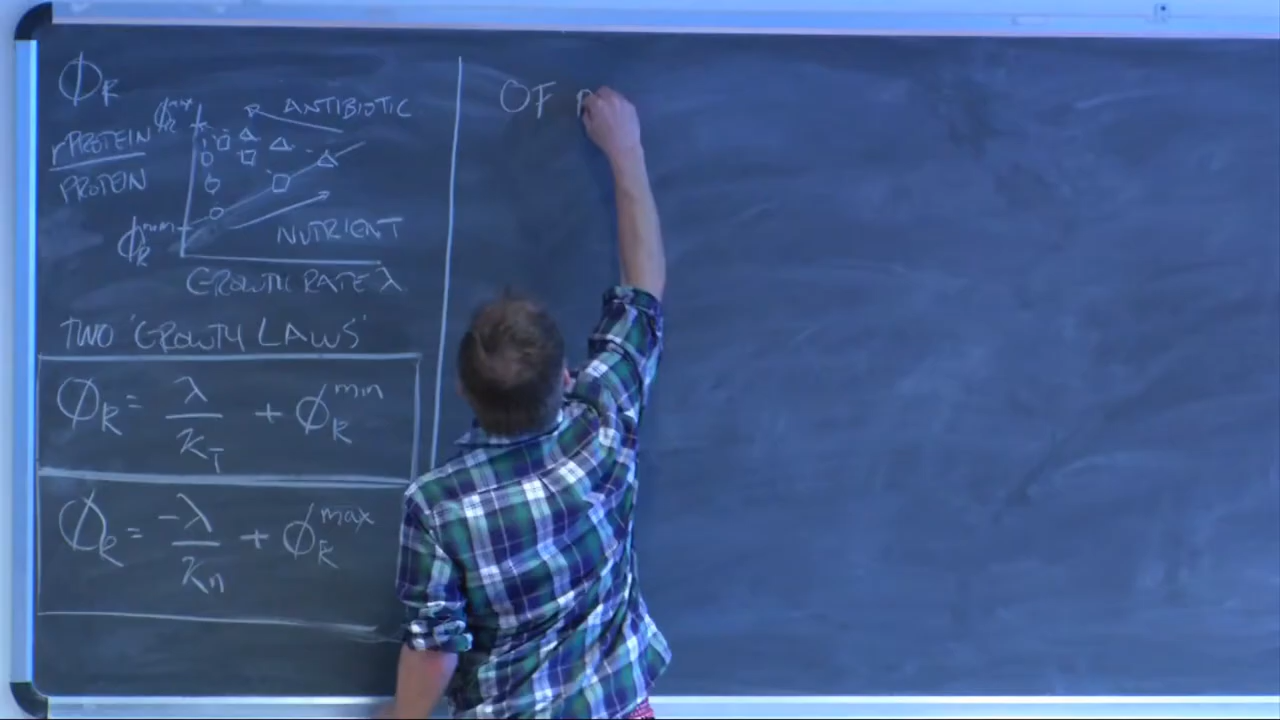 ϕ_R
ϕ_R^max
ANTIBIOTIC
rPROTEIN
PROTEIN
ϕ_R^min
NUTRIENT
GROWTH RATE λ
TWO 'GROWTH LAWS'
ϕ_R = λ/κ_T + ϕ_R^min
ϕ_R = -λ/κ_n + ϕ_R^max
OF